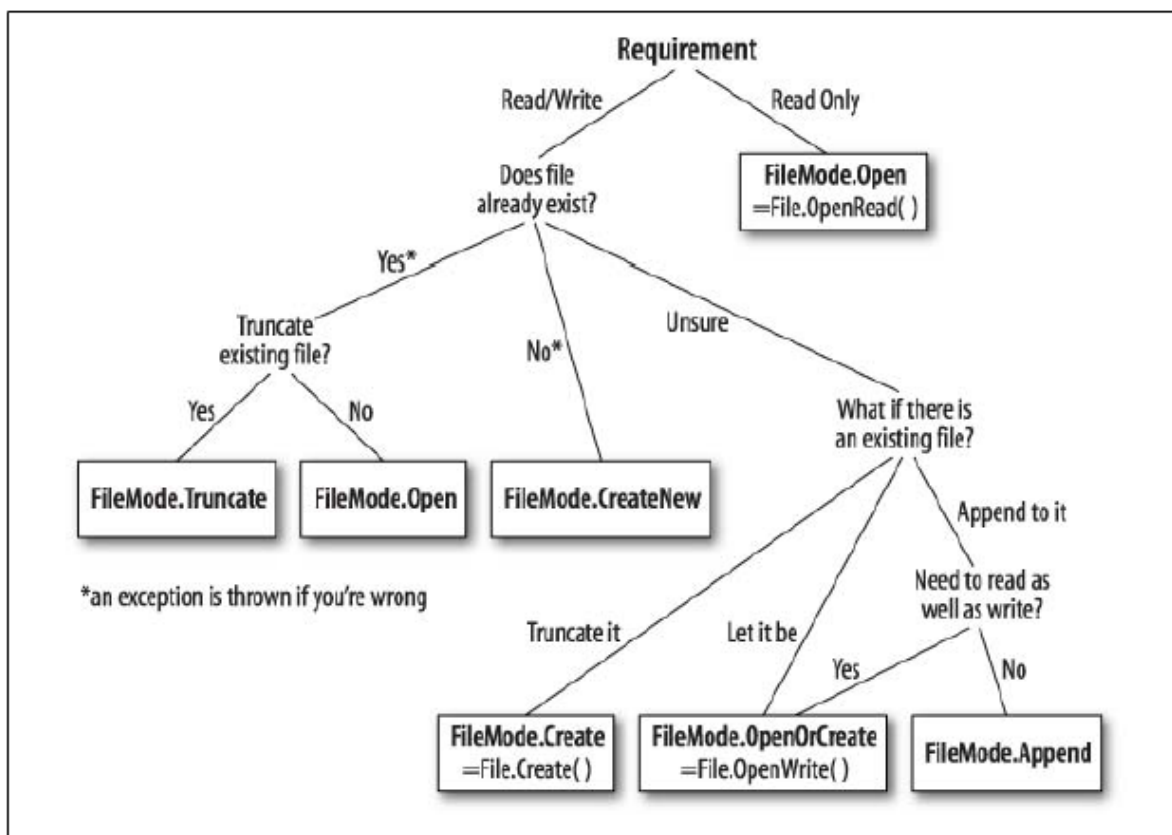 Requirement
Read/Write
Read Only
Does file
already exist?
FileMode.Open
=File.OpenRead( )
Yes*
No*
Unsure
Truncate
existing file?
Yes
No
What if there is
an existing file?
FileMode.Truncate
FileMode.Open
FileMode.CreateNew
Append to it
*an exception is thrown if you're wrong
Need to read as
well as write?
Truncate it
Let it be
Yes
No
FileMode.Create
=File.Create( )
FileMode.OpenOrCreate
=File.OpenWrite( )
FileMode.Append